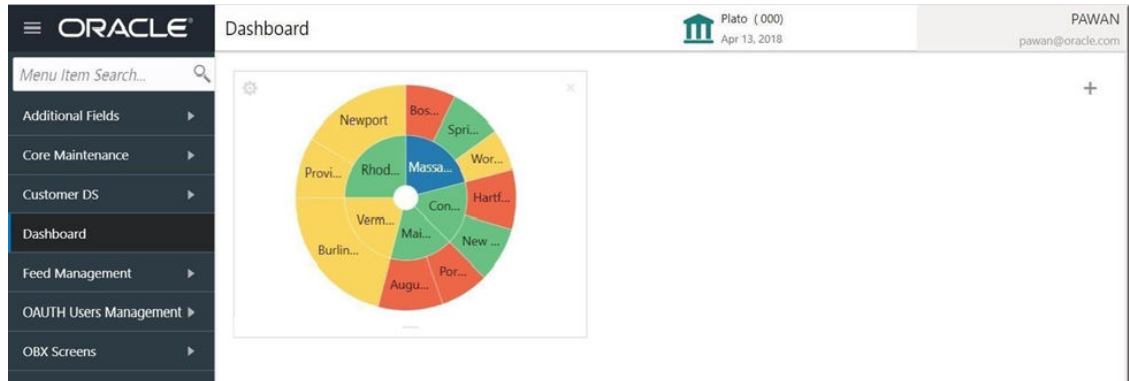 ORACLE®
Dashboard
Plato ( 000)
Apr 13, 2018
PAWAN
pawan@oracle.com
Menu Item Search...
Additional Fields
Core Maintenance
Customer DS
Dashboard
Feed Management
OAUTH Users Management
OBX Screens
Newport
Bos...
Spri...
Wor...
Hartf...
New ...
Por...
Augu...
Burlin...
Provi...
Rhod...
Massa...
Con...
Mai...
Verm...